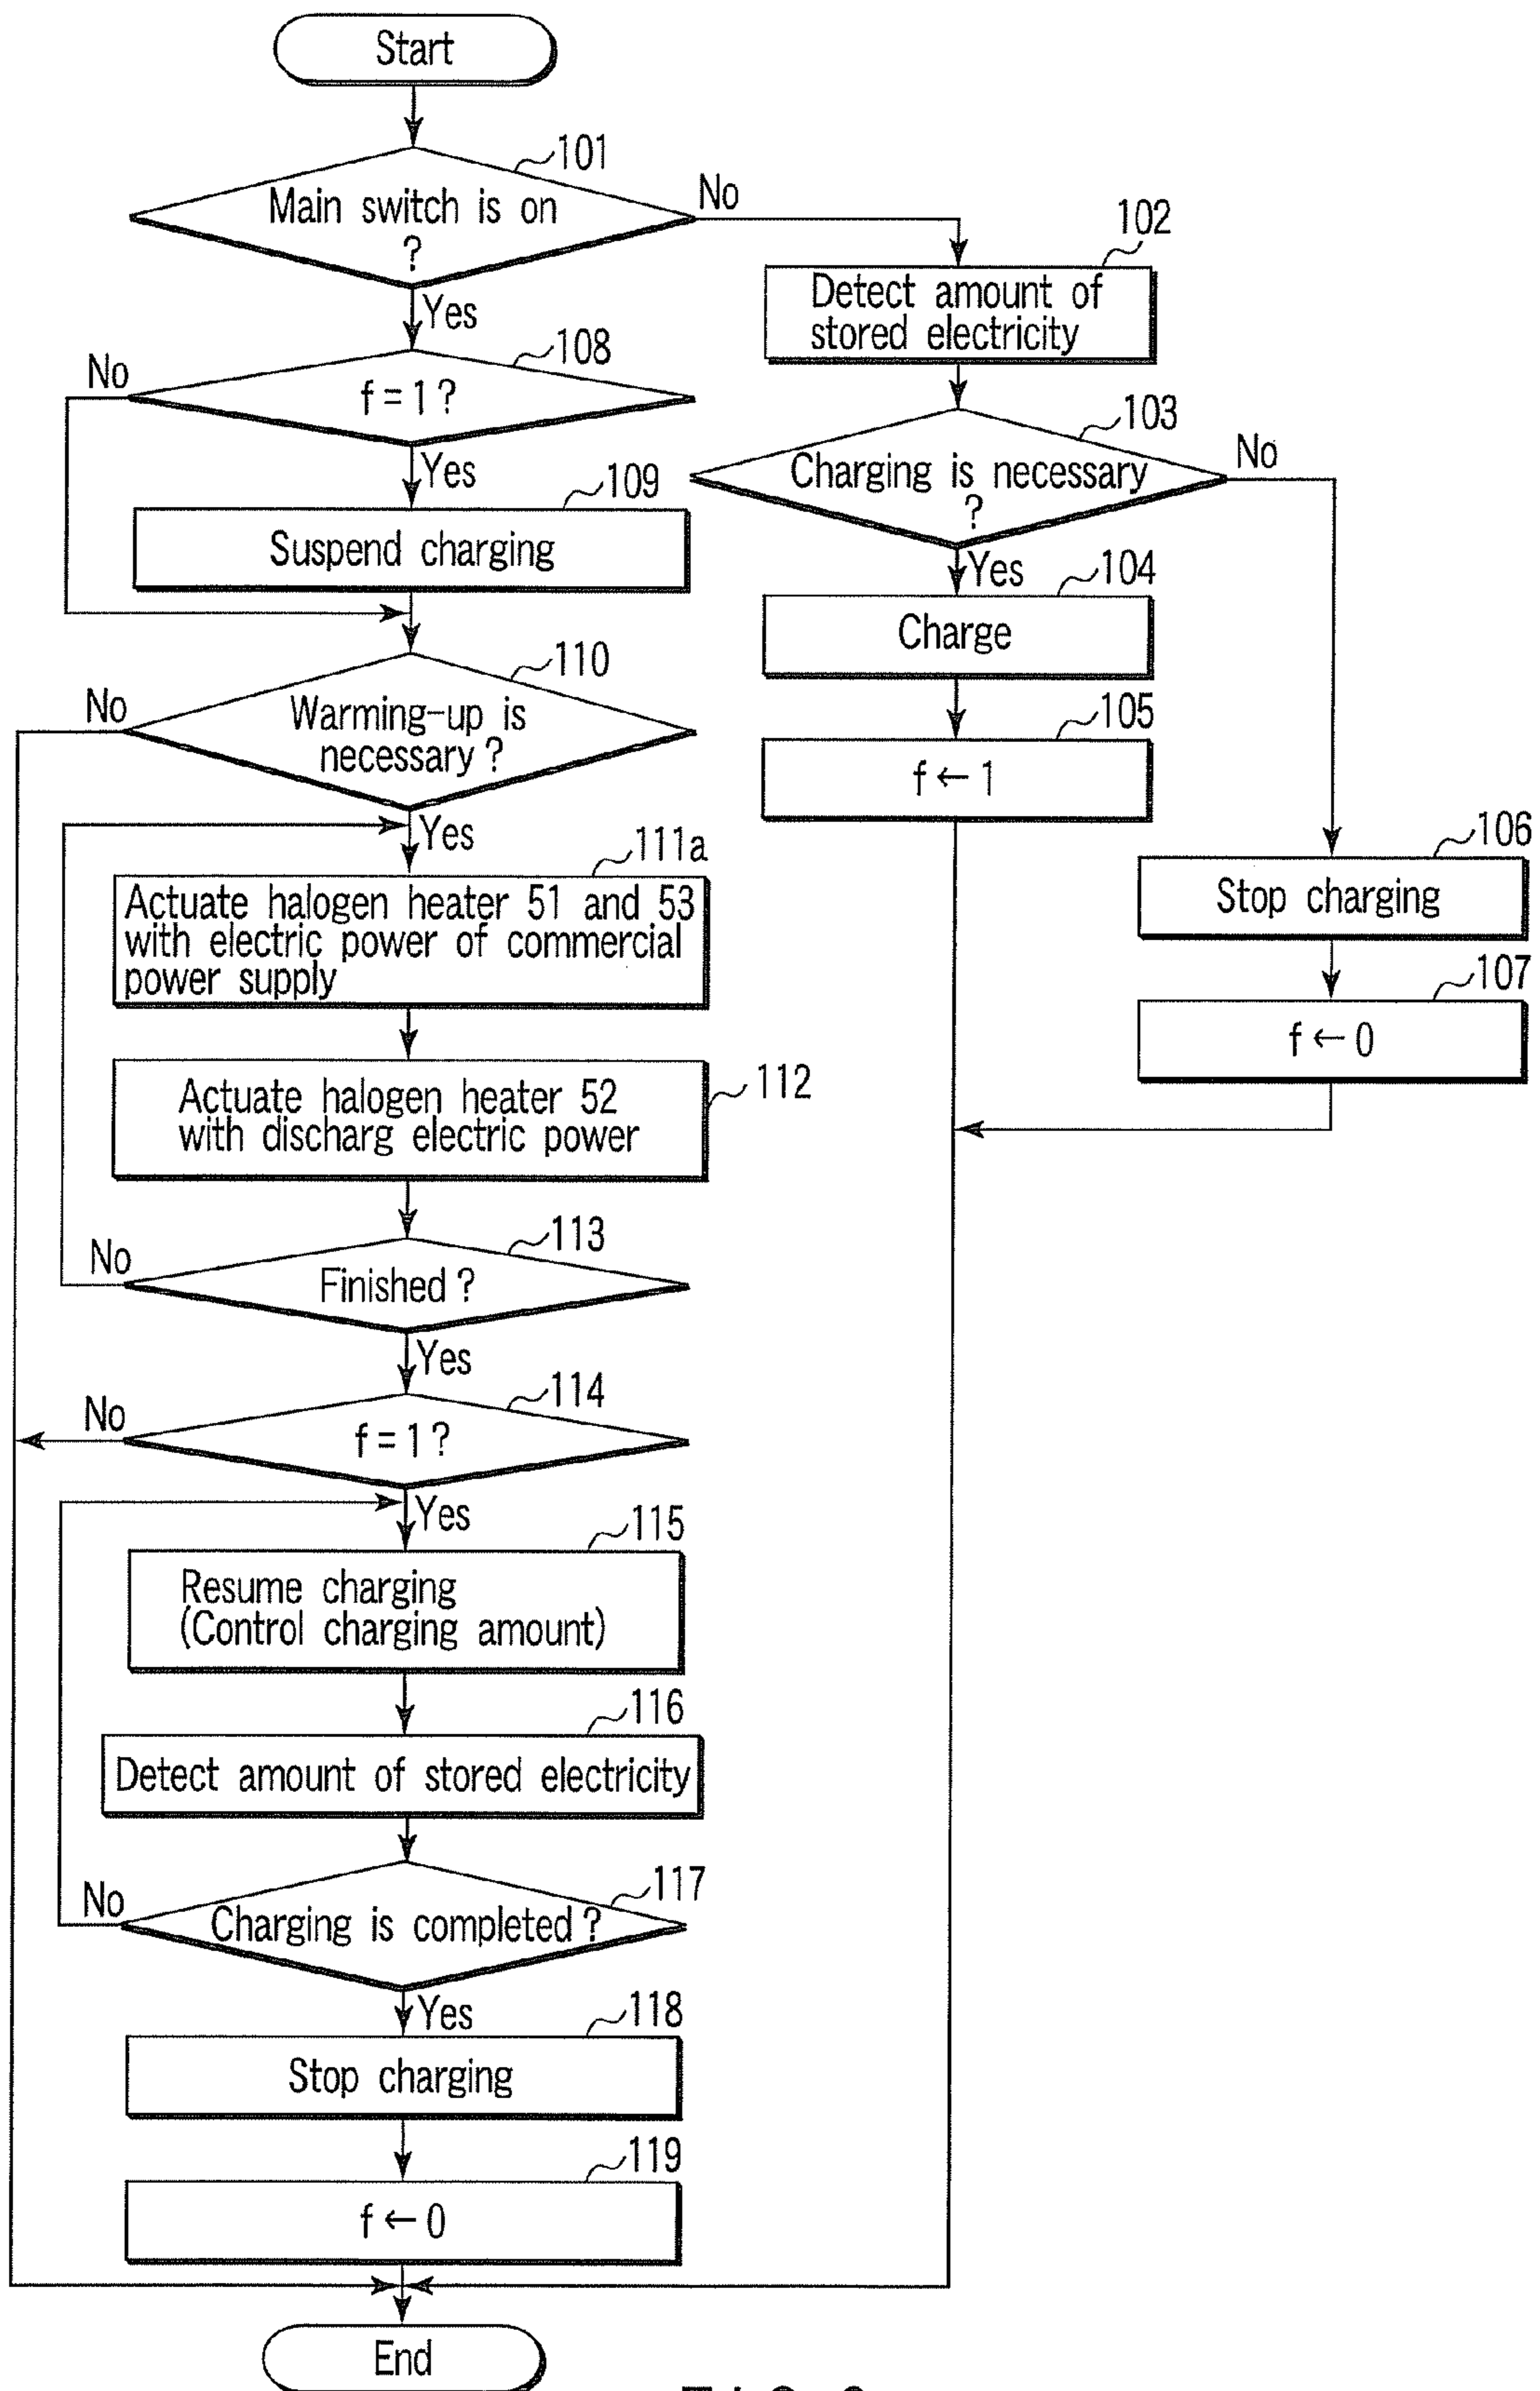 Start
101
Main switch is on
?
No
Yes
102
Detect amount of
stored electricity
108
No
f = 1 ?
Yes
103
Charging is necessary
?
No
Yes
109
Suspend charging
104
Charge
110
No
Warming-up is
necessary ?
Yes
105
f ← 1
111a
Actuate halogen heater 51 and 53
with electric power of commercial
power supply
106
Stop charging
107
f ← 0
112
Actuate halogen heater 52
with discharg electric power
113
No
Finished ?
Yes
114
No
f = 1 ?
Yes
115
Resume charging
(Control charging amount)
116
Detect amount of stored electricity
117
No
Charging is completed ?
Yes
118
Stop charging
119
f ← 0
End